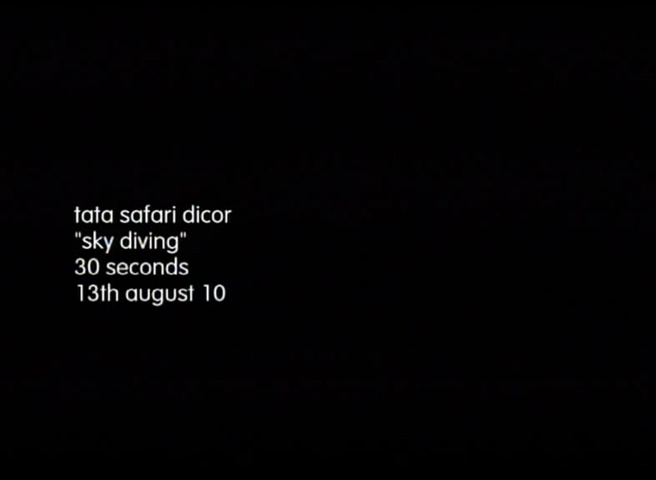 tata safari dicor
"sky diving"
30 seconds
13th august 10